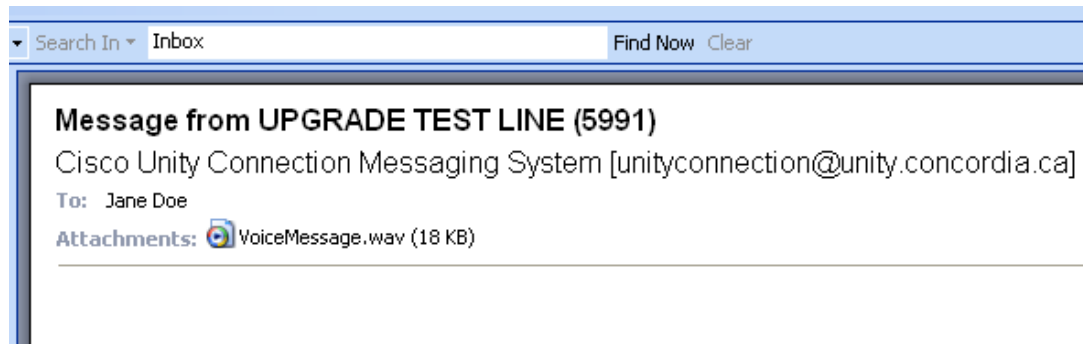 Search In Inbox Find Now Clear
Message from UPGRADE TEST LINE (5991)
Cisco Unity Connection Messaging System [unityconnection@unity.concordia.ca]
To: Jane Doe
Attachments: VoiceMessage.wav (18 KB)